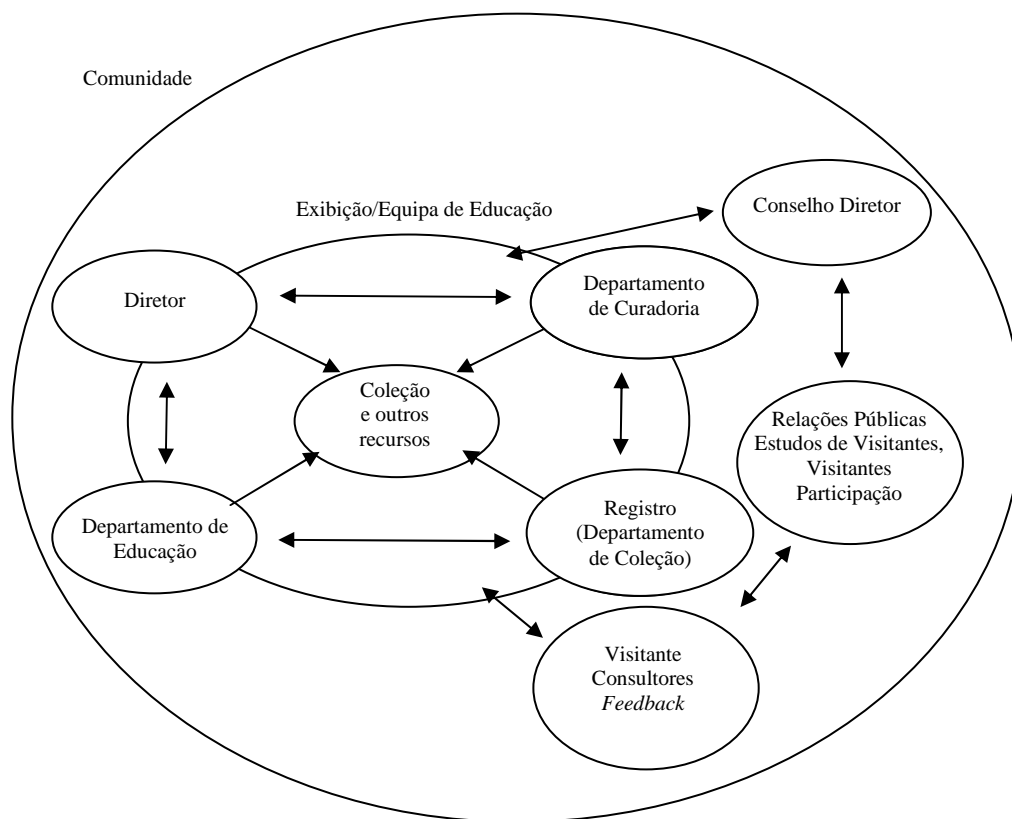 Comunidade
Conselho Diretor
Exibição/Equipa de Educação
Diretor
Departamento
de Curadoria
Coleção
e outros
recursos
Relações Públicas
Estudos de Visitantes,
Visitantes
Participação
Departamento de
Educação
Registro
(Departamento
de Coleção)
Visitante
Consultores
Feedback